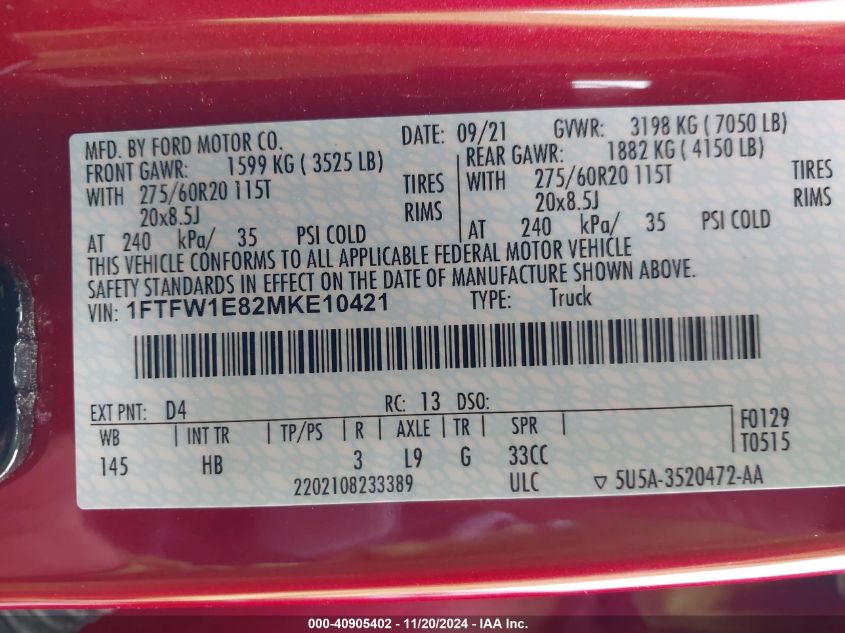 MFD. BY FORD MOTOR CO. DATE: 09/21 GVWR: 3198 KG ( 7050 LB)
FRONT GAWR: 1599 KG ( 3525 LB) REAR GAWR: 1882 KG ( 4150 LB)
WITH 275/60R20 115T TIRES WITH 275/60R20 115T TIRES
20x8.5J RIMS 20x8.5J RIMS
AT 240 kPa/ 35 PSI COLD AT 240 kPa/ 35 PSI COLD
THIS VEHICLE CONFORMS TO ALL APPLICABLE FEDERAL MOTOR VEHICLE
SAFETY STANDARDS IN EFFECT ON THE DATE OF MANUFACTURE SHOWN ABOVE.
VIN: 1FTFW1E82MKE10421 TYPE: Truck
EXT PNT: D4 RC: 13 DSO:
WB INT TR TP/PS R AXLE TR SPR F0129
T0515
145 HB 3 L9 G 33CC
2202108233389 ULC ▽ 5U5A-3520472-AA
000-40905402 - 11/20/2024 - IAA Inc.